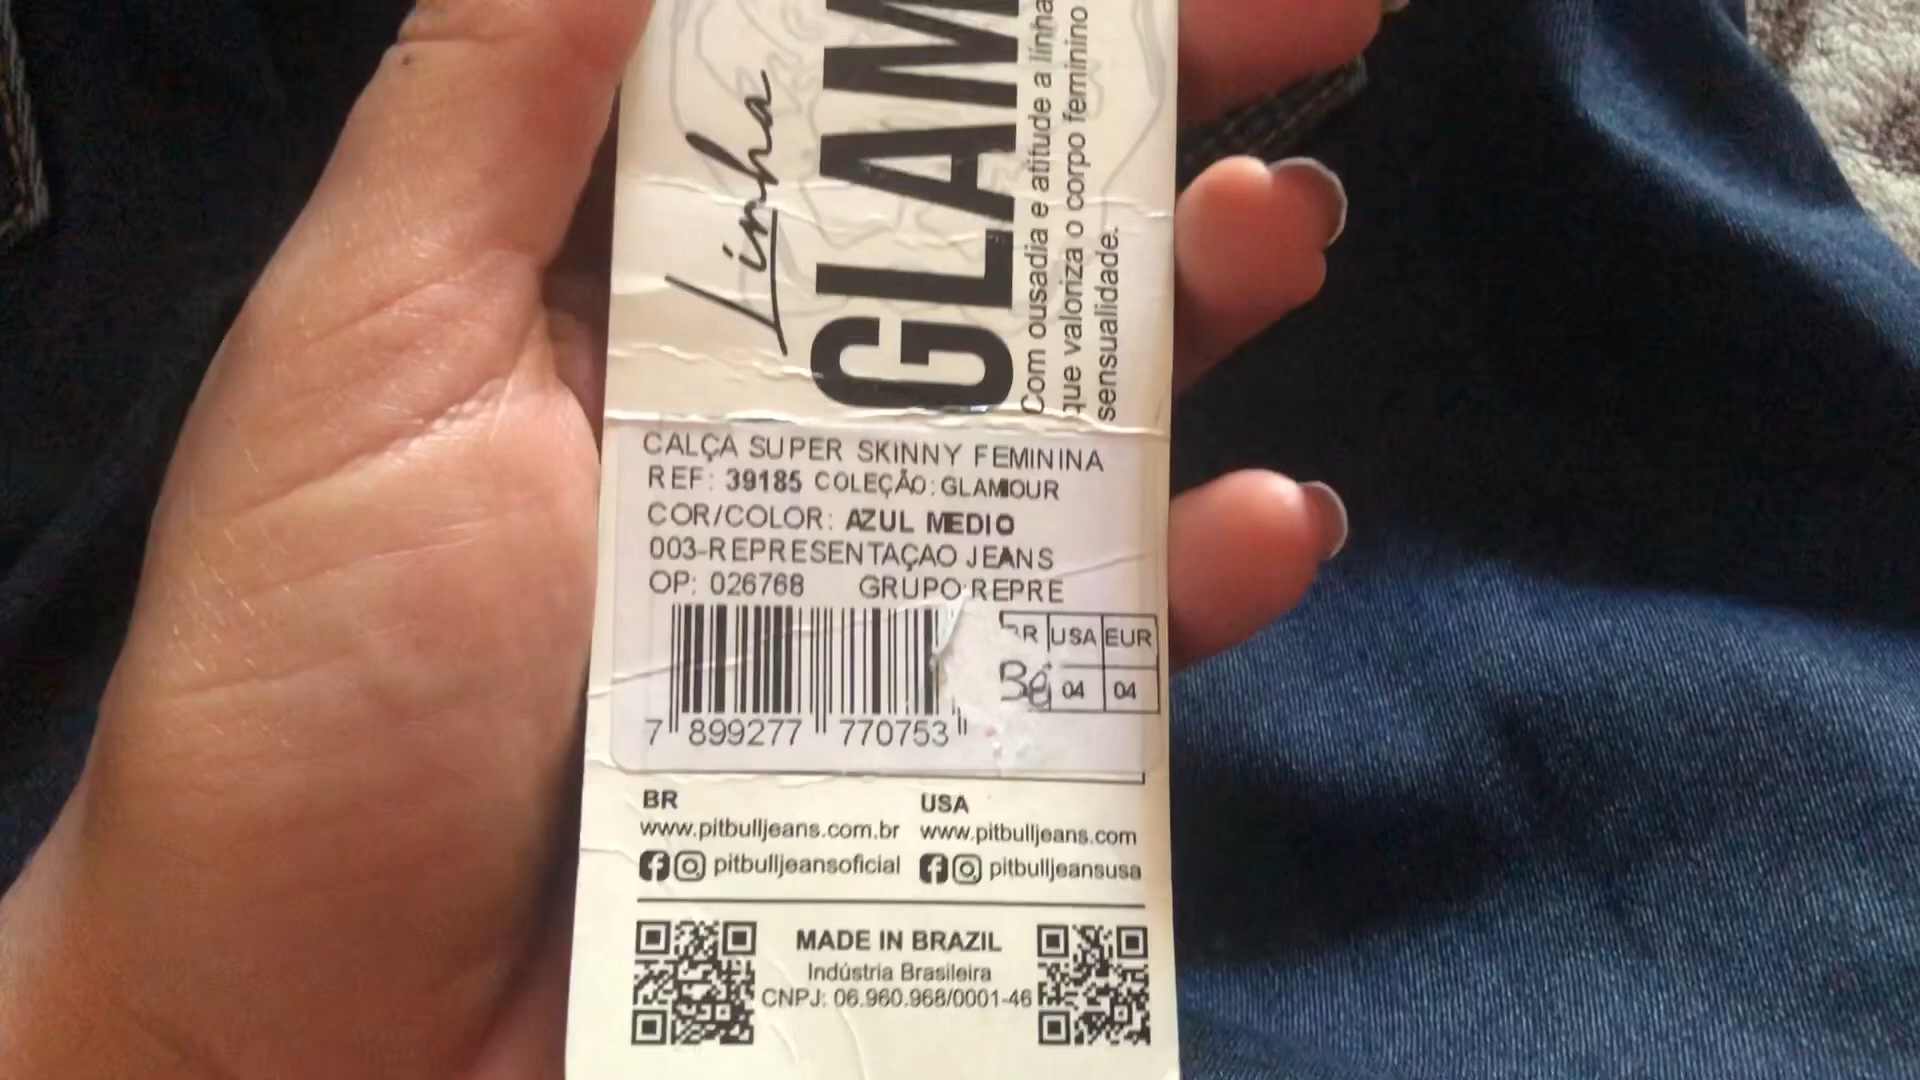 Linha
GLAM
Com ousadia e atitude a linha
que valoriza o corpo feminino
sensualidade.
CALÇA SUPER SKINNY FEMININA
REF: 39185 COLEÇÃO: GLAMOUR
COR/COLOR: AZUL MEDIO
003-REPRESENTAÇAO JEANS
OP: 026768 GRUPO:REPRE
R USA EUR
04 04
7 899277 770753
BR USA
www.pitbulljeans.com.br www.pitbulljeans.com
pitbulljeansoficial pitbulljeansusa
MADE IN BRAZIL
Indústria Brasileira
CNPJ: 06.960.968/0001-46